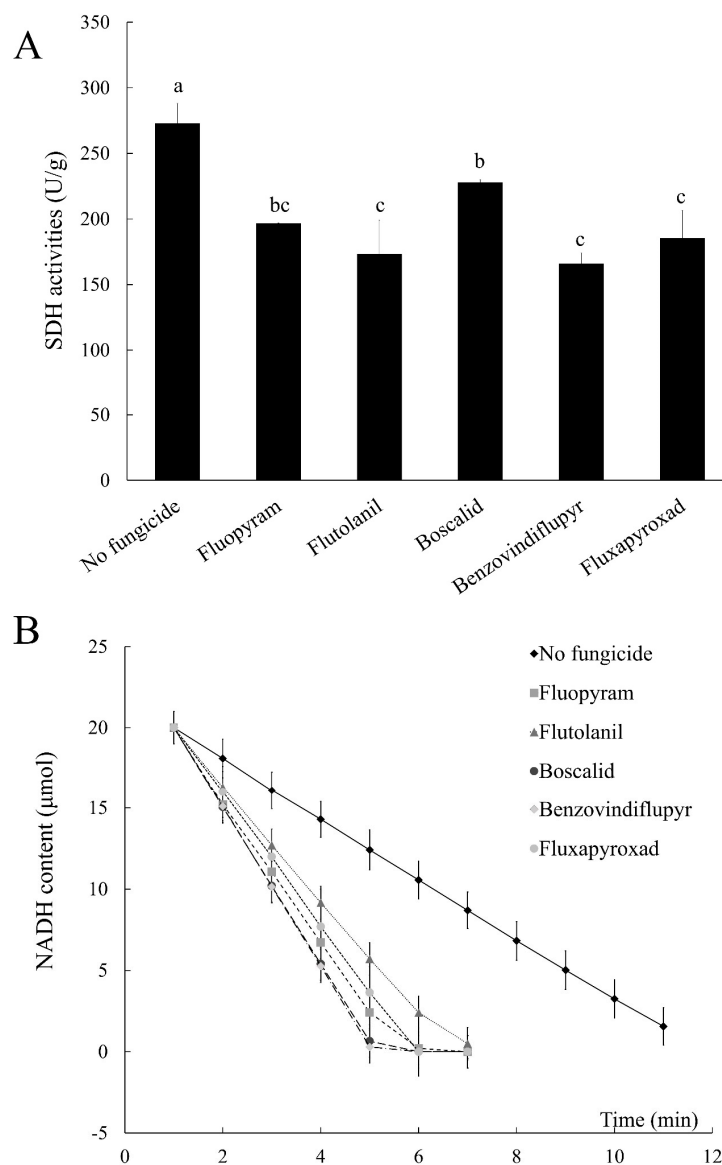 A
350
300
250
200
150
100
50
0
SDH activities (U/g)
a
bc
c
b
c
c
No fungicide
Fluopyram
Flutolanil
Boscalid
Benzovindiflupyr
Fluxapyroxad
B
25
20
15
10
5
0
-5
NADH content (μmol)
No fungicide
Fluopyram
Flutolanil
Boscalid
Benzovindiflupyr
Fluxapyroxad
Time (min)
0 2 4 6 8 10 12